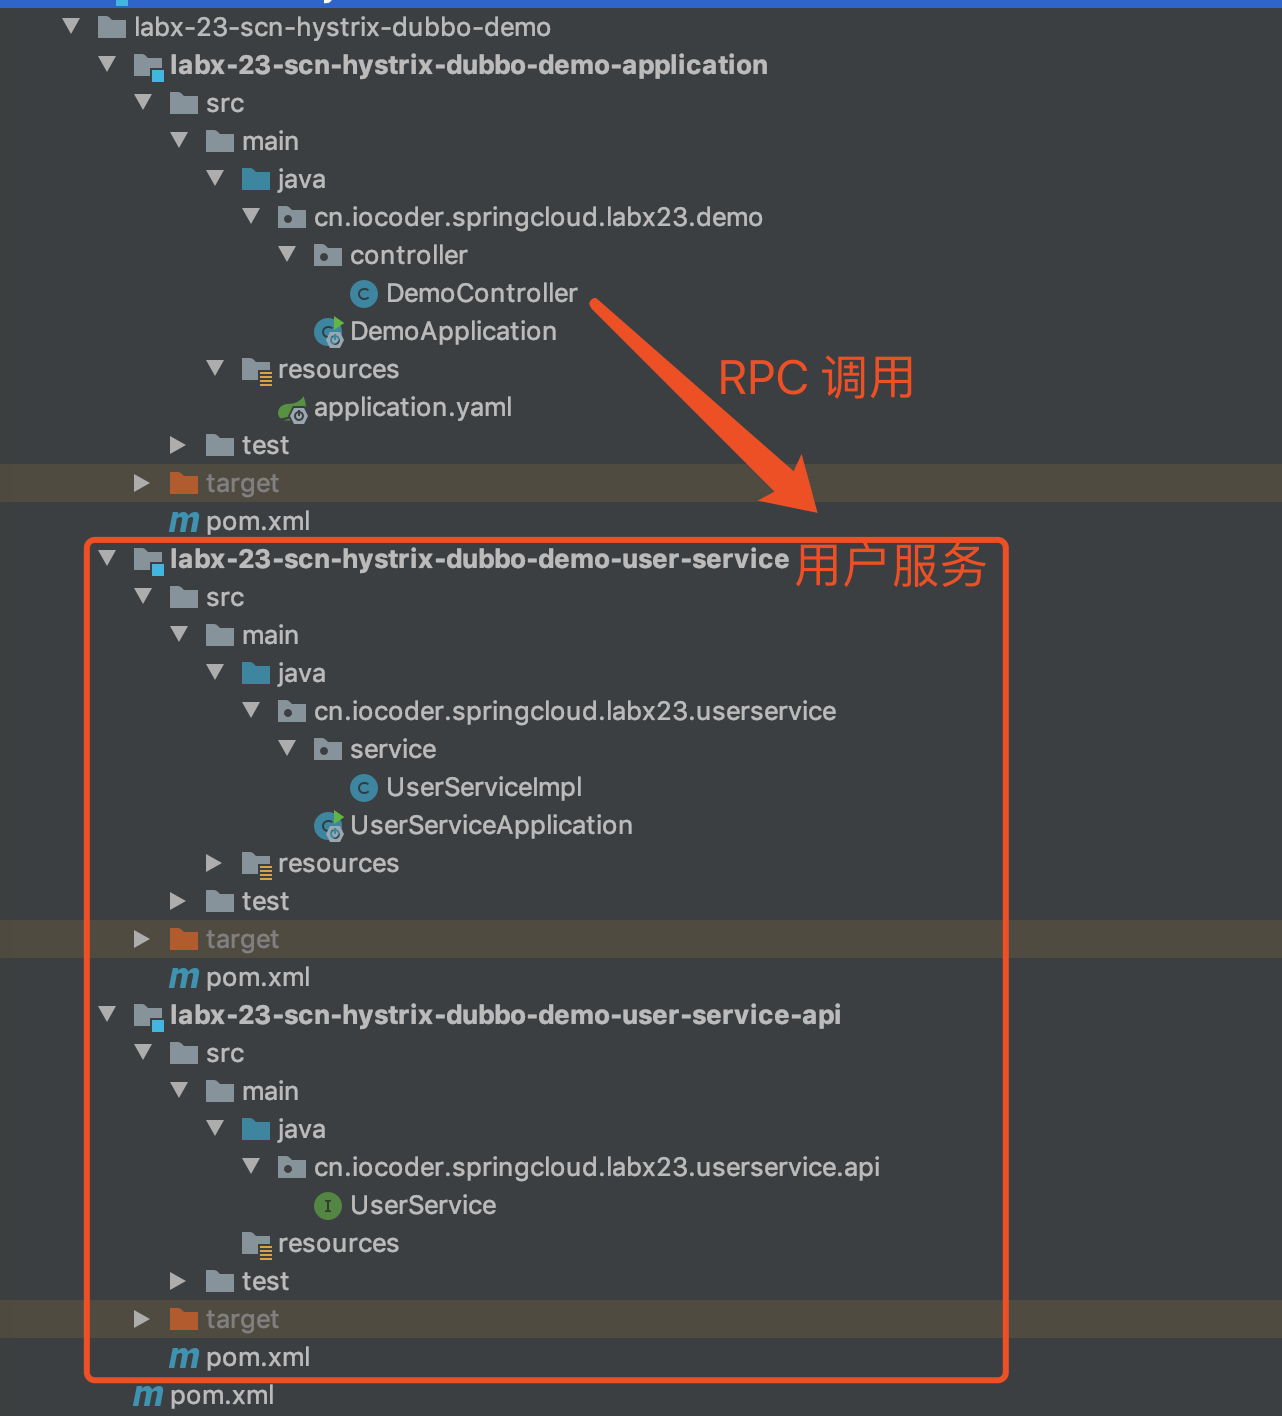 labx-23-scn-hystrix-dubbo-demo
labx-23-scn-hystrix-dubbo-demo-application
src
main
java
cn.iocoder.springcloud.labx23.demo
controller
DemoController
DemoApplication
RPC 调用
resources
application.yaml
test
target
pom.xml
labx-23-scn-hystrix-dubbo-demo-user-service 用户服务
src
main
java
cn.iocoder.springcloud.labx23.userservice
service
UserServiceImpl
UserServiceApplication
resources
test
target
pom.xml
labx-23-scn-hystrix-dubbo-demo-user-service-api
src
main
java
cn.iocoder.springcloud.labx23.userservice.api
UserService
resources
test
target
pom.xml
pom.xml